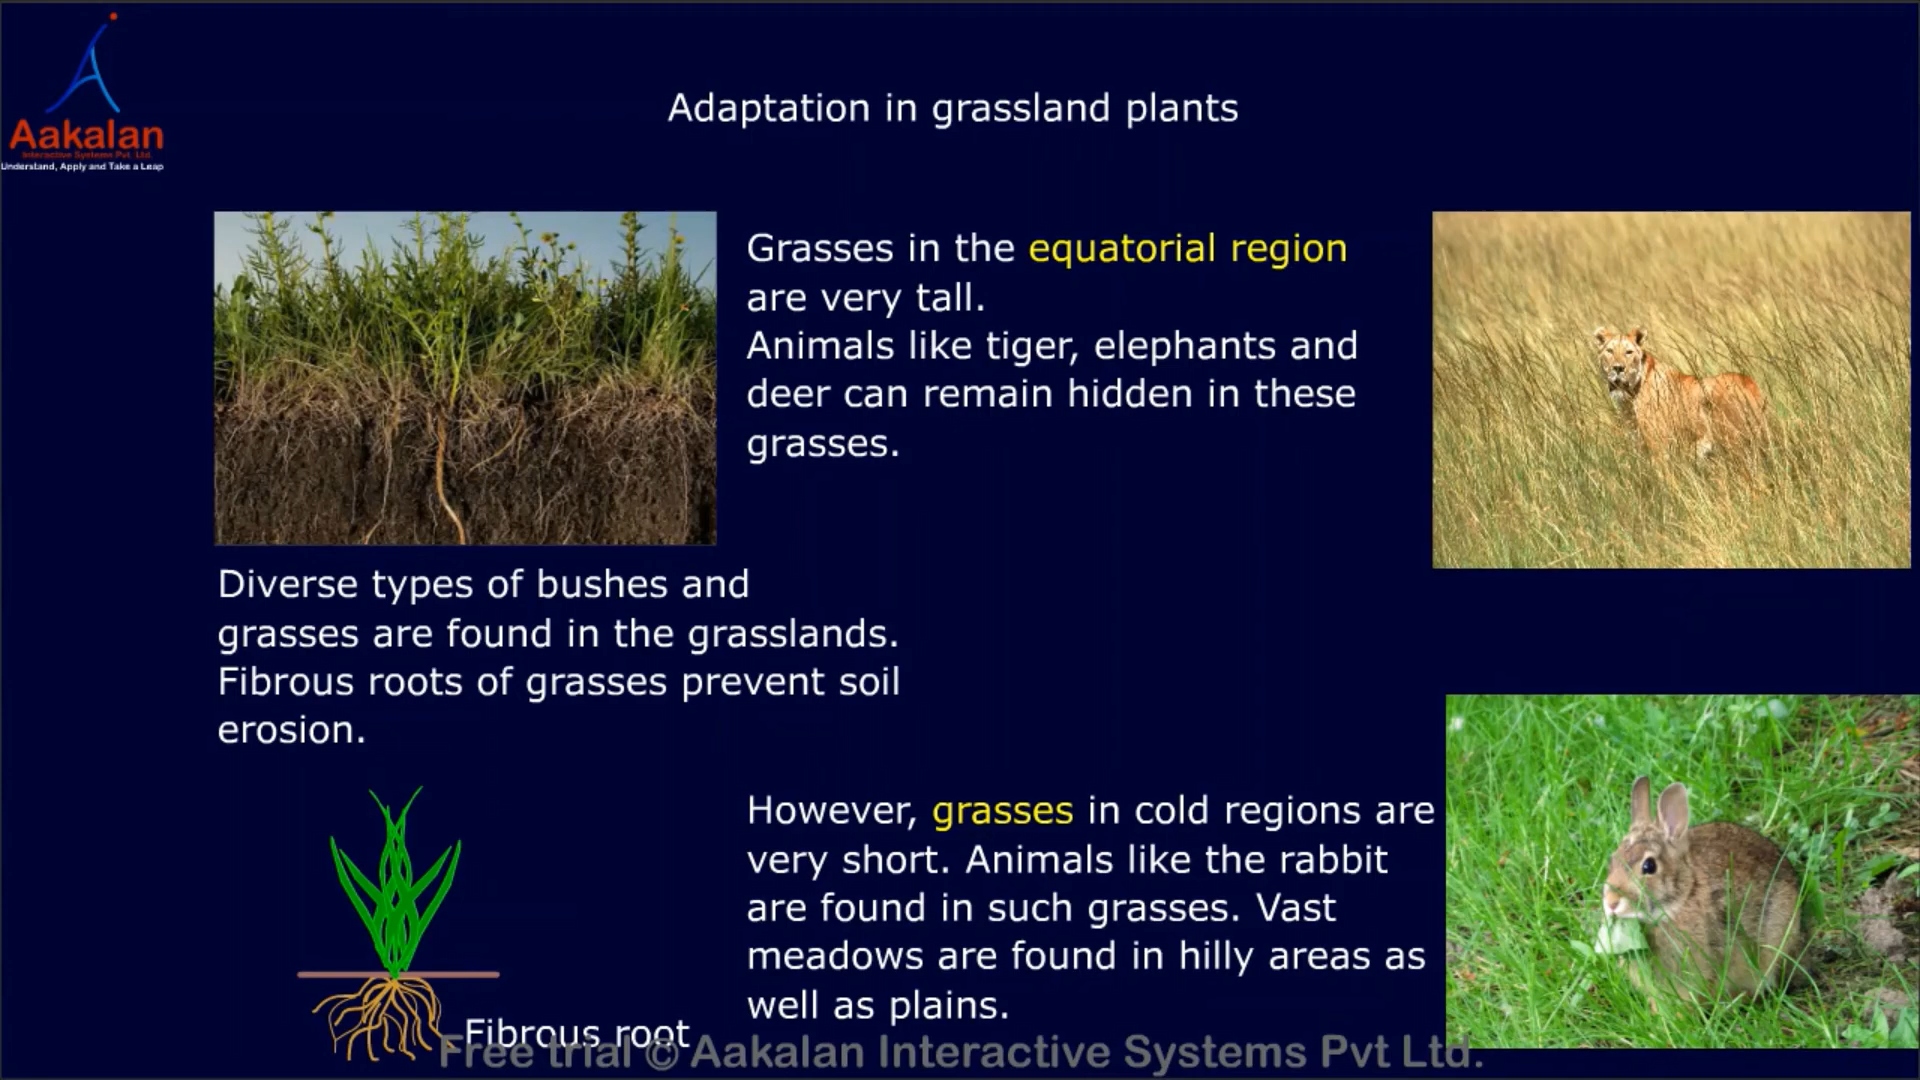 Aakalan
Interactive Systems Pvt. Ltd.
Understand, Apply and Take a Leap
Adaptation in grassland plants
Grasses in the equatorial region
are very tall.
Animals like tiger, elephants and
deer can remain hidden in these
grasses.
Diverse types of bushes and
grasses are found in the grasslands.
Fibrous roots of grasses prevent soil
erosion.
However, grasses in cold regions are
very short. Animals like the rabbit
are found in such grasses. Vast
meadows are found in hilly areas as
well as plains.
Fibrous root
Free trial © Aakalan Interactive Systems Pvt Ltd.